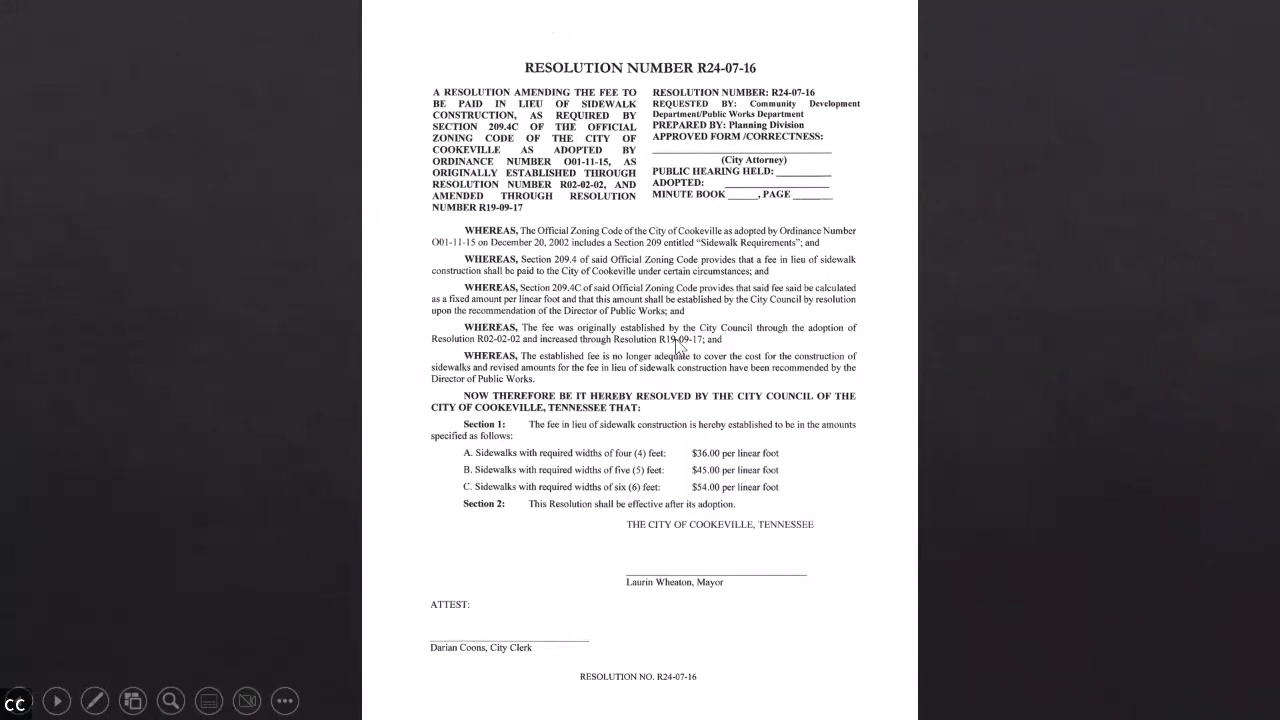 RESOLUTION NUMBER R24-07-16
A RESOLUTION AMENDING THE FEE TO
BE PAID IN LIEU OF SIDEWALK
CONSTRUCTION, AS REQUIRED BY
SECTION 209.4C OF THE OFFICIAL
ZONING CODE OF THE CITY OF
COOKEVILLE AS ADOPTED BY
ORDINANCE NUMBER O01-11-15, AS
ORIGINALLY ESTABLISHED THROUGH
RESOLUTION NUMBER R02-02-02, AND
AMENDED THROUGH RESOLUTION
NUMBER R19-09-17
RESOLUTION NUMBER: R24-07-16
REQUESTED BY: Community Development
Department/Public Works Department
PREPARED BY: Planning Division
APPROVED FORM /CORRECTNESS:
(City Attorney)
PUBLIC HEARING HELD:
ADOPTED:
MINUTE BOOK _____, PAGE
WHEREAS, The Official Zoning Code of the City of Cookeville as adopted by Ordinance Number
O01-11-15 on December 20, 2002 includes a Section 209 entitled “Sidewalk Requirements”; and
WHEREAS, Section 209.4 of said Official Zoning Code provides that a fee in lieu of sidewalk
construction shall be paid to the City of Cookeville under certain circumstances; and
WHEREAS, Section 209.4C of said Official Zoning Code provides that said fee said be calculated
as a fixed amount per linear foot and that this amount shall be established by the City Council by resolution
upon the recommendation of the Director of Public Works; and
WHEREAS, The fee was originally established by the City Council through the adoption of
Resolution R02-02-02 and increased through Resolution R19-09-17; and
WHEREAS, The established fee is no longer adequate to cover the cost for the construction of
sidewalks and revised amounts for the fee in lieu of sidewalk construction have been recommended by the
Director of Public Works.
NOW THEREFORE BE IT HEREBY RESOLVED BY THE CITY COUNCIL OF THE
CITY OF COOKEVILLE, TENNESSEE THAT:
Section 1: The fee in lieu of sidewalk construction is hereby established to be in the amounts
specified as follows:
A. Sidewalks with required widths of four (4) feet: $36.00 per linear foot
B. Sidewalks with required widths of five (5) feet: $45.00 per linear foot
C. Sidewalks with required widths of six (6) feet: $54.00 per linear foot
Section 2: This Resolution shall be effective after its adoption.
THE CITY OF COOKEVILLE, TENNESSEE
Laurin Wheaton, Mayor
ATTEST:
Darian Coons, City Clerk
RESOLUTION NO. R24-07-16
CC